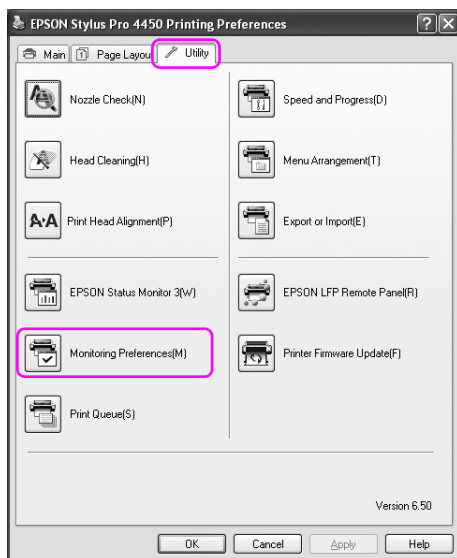 EPSON Stylus Pro 4450 Printing Preferences
Main 1 Page Layou Utility
Nozzle Check(N)
Speed and Progress(D)
Head Cleaning(H)
Menu Arrangement(T)
A·A Print Head Alignment(P)
Export or Import(E)
EPSON Status Monitor 3(W)
EPSON LFP Remote Panel(R)
Monitoring Preferences(M)
Printer Firmware Update(F)
Print Queue(S)
Version 6.50
OK Cancel Apply Help